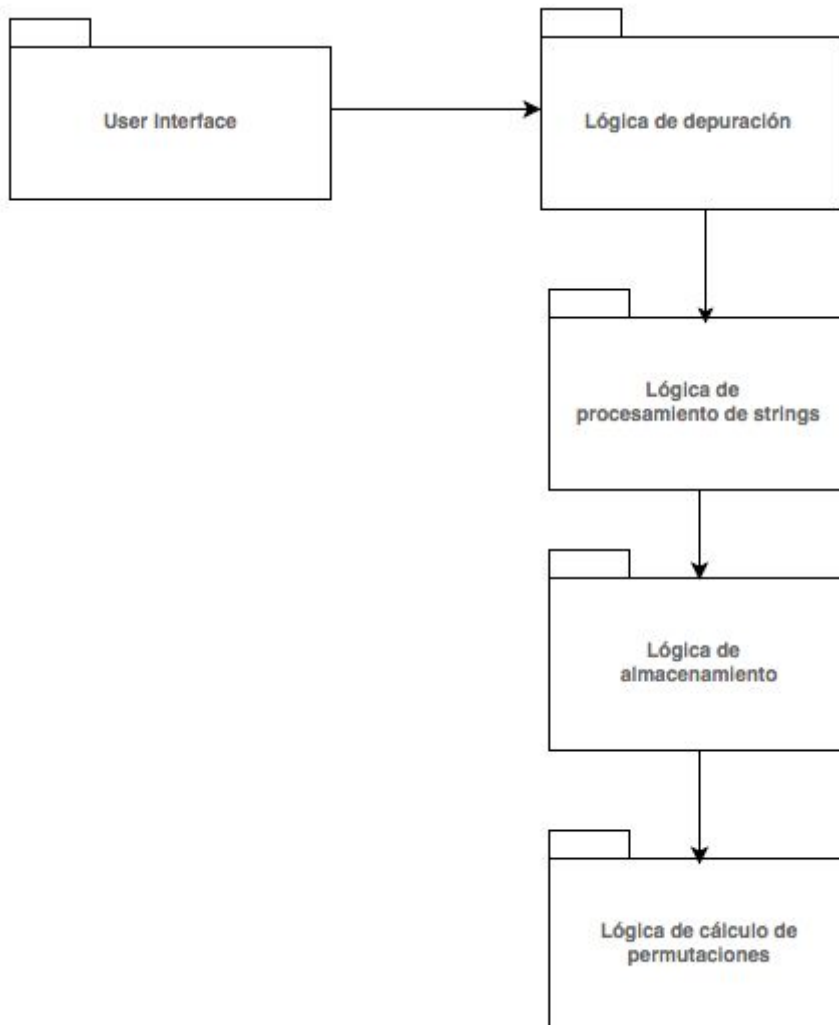 User Interface
Lógica de depuración
Lógica de
procesamiento de strings
Lógica de
almacenamiento
Lógica de cálculo de
permutaciones